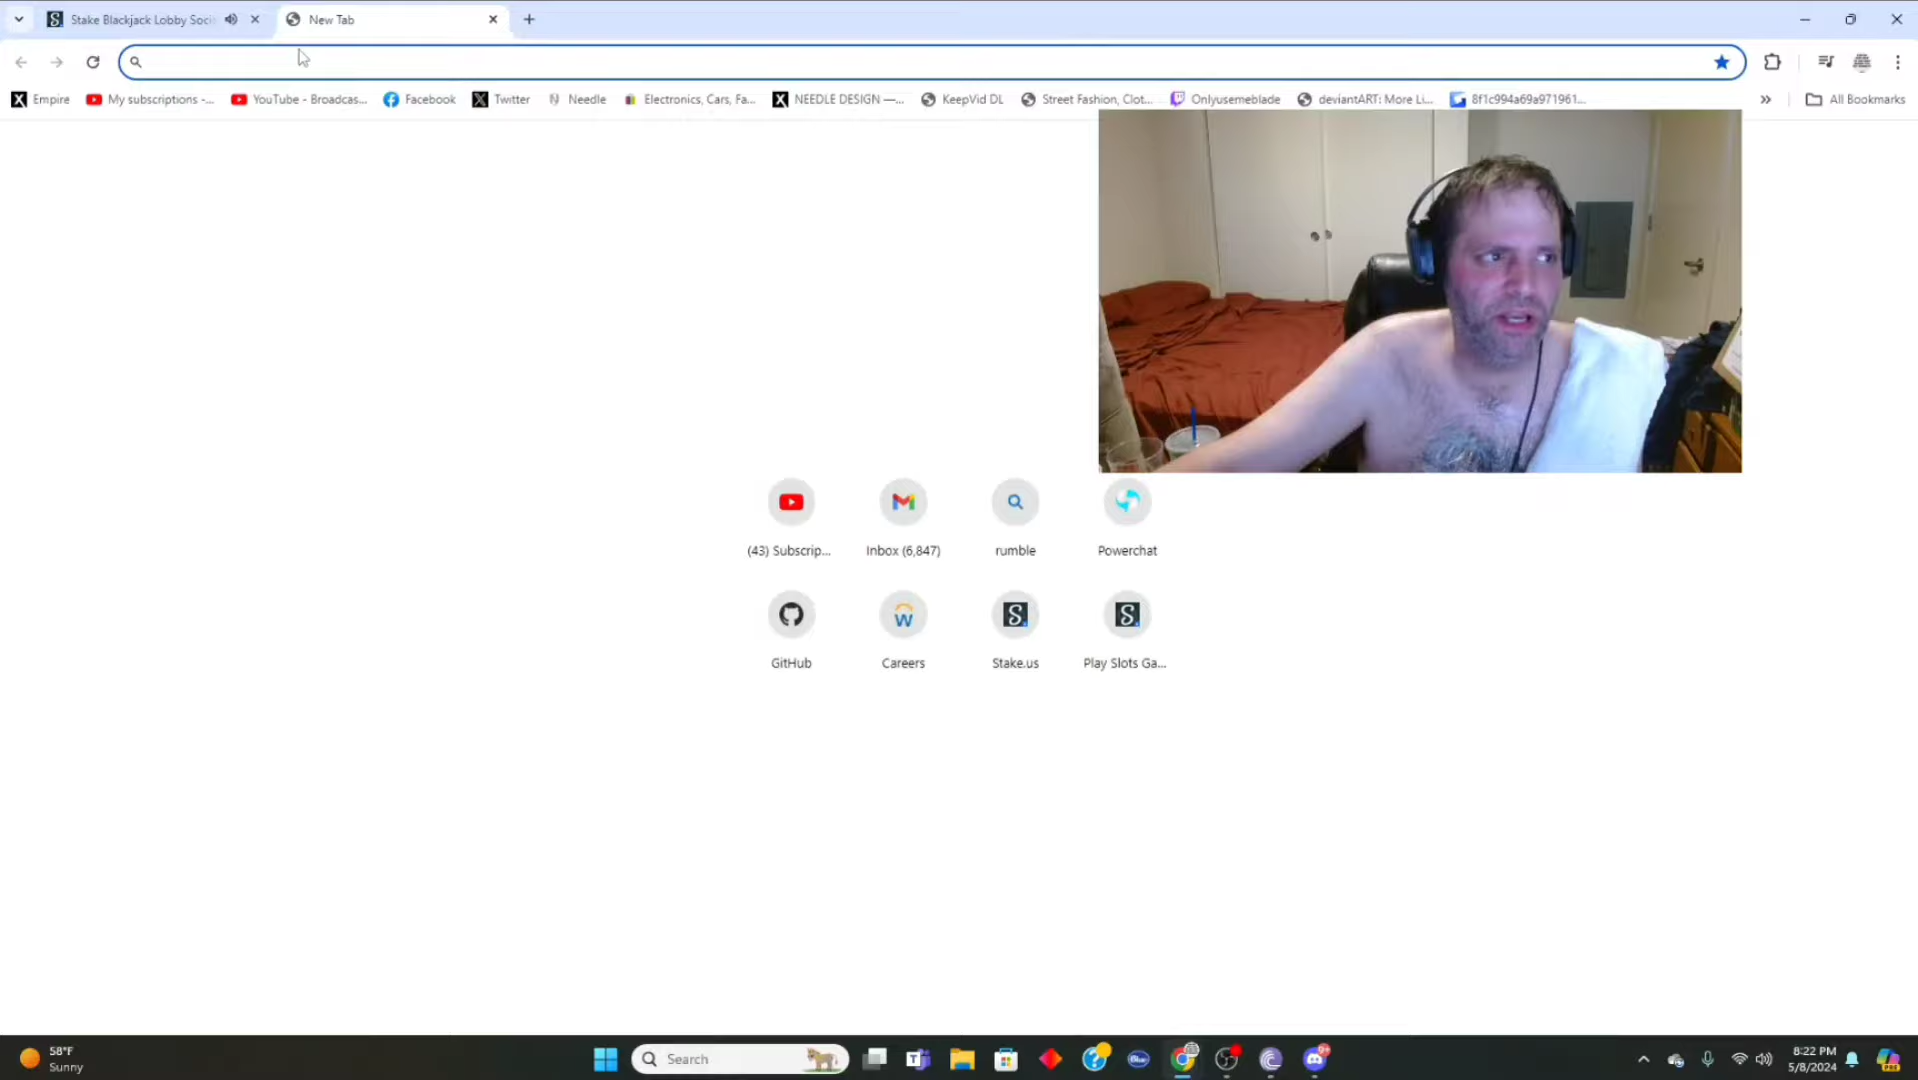 Stake Blackjack Lobby Soci
New Tab
Empire
My subscriptions -...
YouTube - Broadcas...
Facebook
Twitter
Needle
Electronics, Cars, Fa...
NEEDLE DESIGN —...
KeepVid DL
Street Fashion, Clot...
Onlyusemeblade
deviantART: More Li...
8f1c994a69a971961...
All Bookmarks
(43) Subscrip...
Inbox (6,847)
rumble
Powerchat
GitHub
Careers
Stake.us
Play Slots Ga...
58°F
Sunny
Search
8:22 PM
5/8/2024